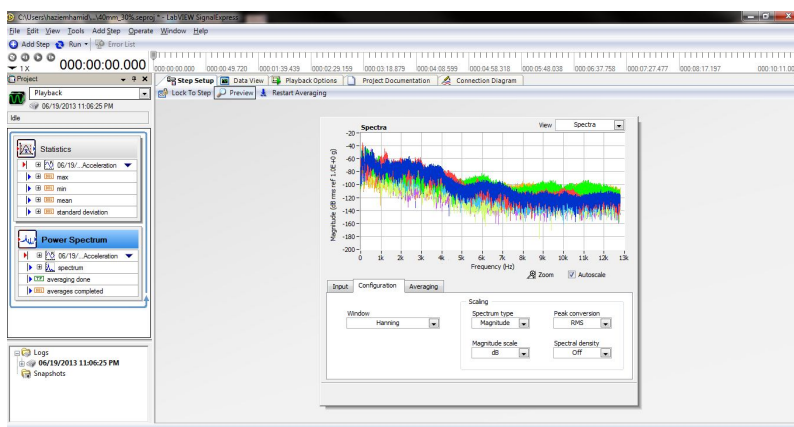 C:\Users\haziemhamid\...\40mm_30%.seproj * - LabVIEW SignalExpress
File Edit View Tools Add Step Operate Window Help
Add Step Run Error List
1 X 000:00:00.000
000:00:00.000 000:00:49.720 000:01:39.439 000:02:29.159 000:03:18.879 000:04:08.599 000:04:58.318 000:05:48.038 000:06:37.758 000:07:27.477 000:08:17.197 000:10:11.00
Project
Step Setup Data View Playback Options Project Documentation Connection Diagram
Playback
Lock To Step Preview Restart Averaging
06/19/2013 11:06:25 PM
Idle
Statistics
06/19/...Acceleration
max
min
mean
standard deviation
Power Spectrum
06/19/...Acceleration
spectrum
averaging done
averages completed
Logs
06/19/2013 11:06:25 PM
Snapshots
Spectra
View Spectra
Magnitude (dB rms ref 1.0E+0 g)
-20
-40
-60
-80
-100
-120
-140
-160
-180
-200
0 1k 2k 3k 4k 5k 6k 7k 8k 9k 10k 11k 12k 13k
Frequency (Hz)
Zoom Autoscale
Input Configuration Averaging
Window
Hanning
Scaling
Spectrum type Peak conversion
Magnitude RMS
Magnitude scale Spectral density
dB Off